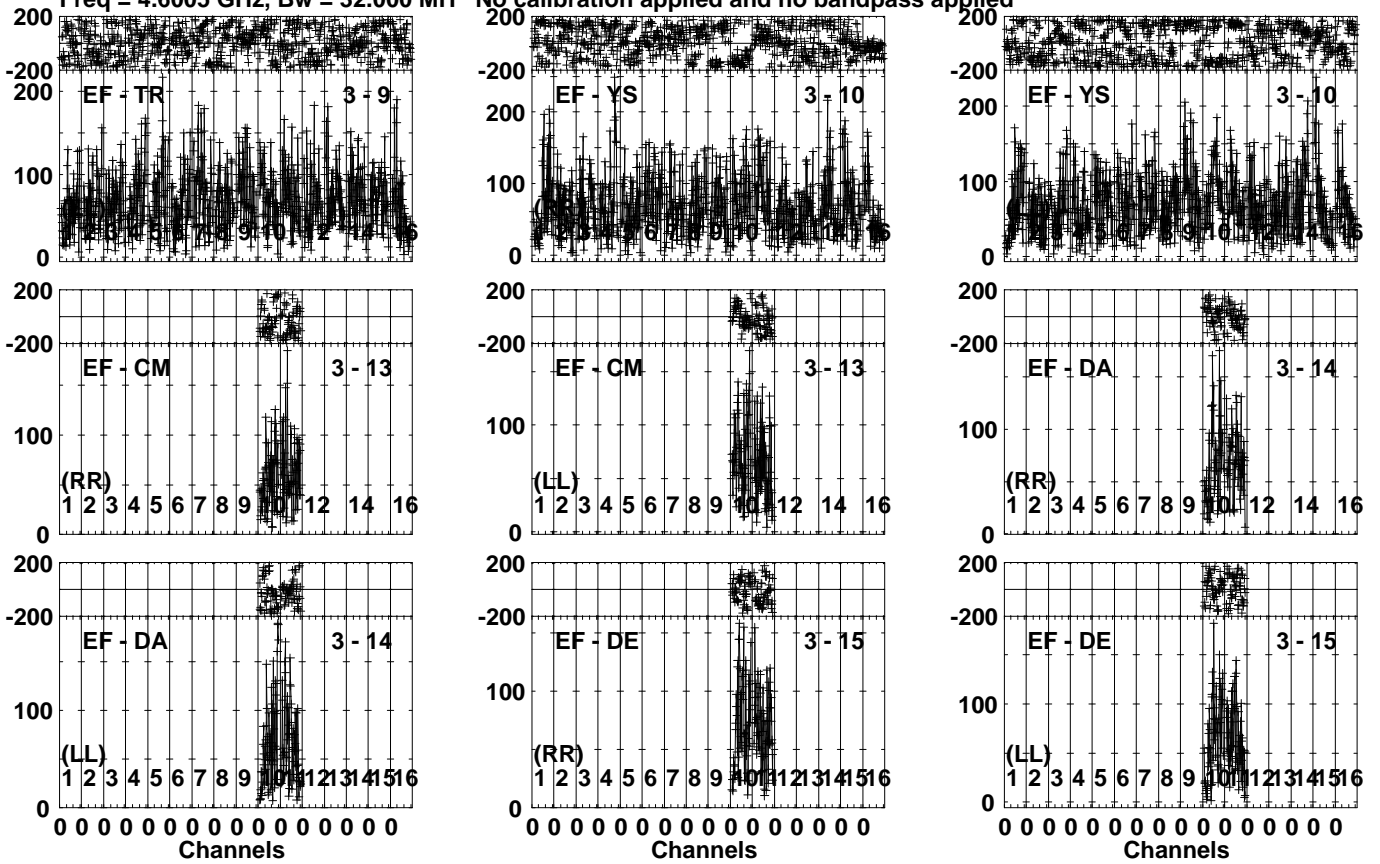 Freq = 4.6005 GHz, Bw = 32.000 MH No calibration applied and no bandpass applied
200 200 200
-200 -200 -200
EF - TR 3 - 9 EF - YS 3 - 10 EF - YS 3 - 10
200 200 200
100 100 100
0 0 0
200 200 200
-200 -200 -200
EF - CM 3 - 13 EF - CM 3 - 13 EF - DA 3 - 14
100 100 100
(RR) (LL) (RR)
1 2 3 4 5 6 7 8 9 10 12 14 16 1 2 3 4 5 6 7 8 9 10 12 14 16 1 2 3 4 5 6 7 8 9 10 12 14 16
0 0 0
200 200 200
-200 -200 -200
EF - DA 3 - 14 EF - DE 3 - 15 EF - DE 3 - 15
100 100 100
(LL) (RR) (LL)
1 2 3 4 5 6 7 8 9 10 11 12 13 14 15 16 1 2 3 4 5 6 7 8 9 10 11 12 13 14 15 16 1 2 3 4 5 6 7 8 9 10 11 12 13 14 15 16
0 0 0
0 0 0 0 0 0 0 0 0 0 0 0 0 0 0 0 0 0 0 0 0 0 0 0 0 0 0 0 0 0 0 0 0 0 0 0 0 0 0 0 0 0 0 0 0 0 0 0
Channels Channels Channels